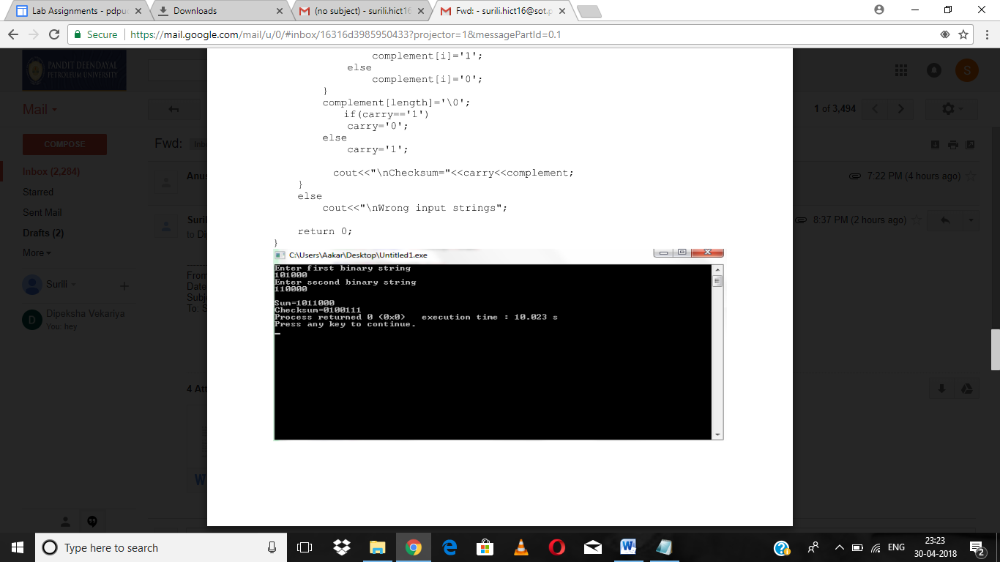 Lab Assignments - pdpu
Downloads
(no subject) - surili.hict16
Fwd: - surili.hict16@sot.p
Secure
https://mail.google.com/mail/u/0/#inbox/16316d3985950433?projector=1&messagePartId=0.1
PANDIT DEENDAYAL
PETROLEUM UNIVERSITY
S
Mail
1 of 3,494
COMPOSE
Fwd:
Inbox (2,284)
Anus
7:22 PM (4 hours ago)
Starred
Sent Mail
Surili
8:37 PM (2 hours ago)
to Di
Drafts (2)
More
From
Date
Subj
To: S
Surili
D
Dipeksha Vekariya
You: hey
4 Att
W
complement[i]='1';
else
complement[i]='0';
}
complement[length]='\0';
if(carry=='1')
carry='0';
else
carry='1';
cout<<"\nChecksum="<<carry<<complement;
}
else
cout<<"\nWrong input strings";
return 0;
}
C:\Users\Aakar\Desktop\Untitled1.exe
Enter first binary string
101000
Enter second binary string
110000
Sum=1011000
Checksum=0100111
Process returned 0 (0x0)   execution time : 10.023 s
Press any key to continue.
Type here to search
ENG
23:23
30-04-2018
2